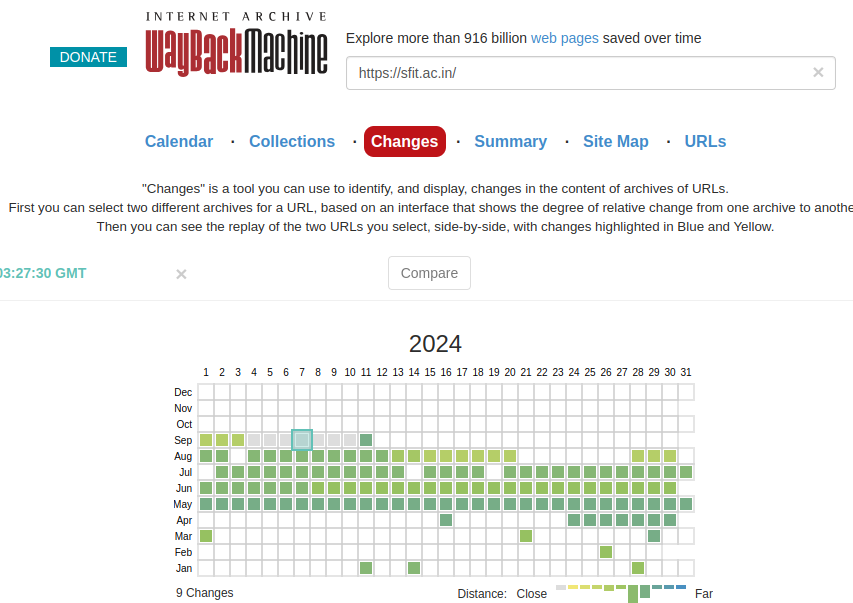 INTERNET ARCHIVE
WayBackMachine
DONATE
Explore more than 916 billion web pages saved over time
https://sfit.ac.in/ ×
Calendar · Collections · Changes · Summary · Site Map · URLs
"Changes" is a tool you can use to identify, and display, changes in the content of archives of URLs.
First you can select two different archives for a URL, based on an interface that shows the degree of relative change from one archive to anothe
Then you can see the replay of the two URLs you select, side-by-side, with changes highlighted in Blue and Yellow.
03:27:30 GMT × Compare
2024
1 2 3 4 5 6 7 8 9 10 11 12 13 14 15 16 17 18 19 20 21 22 23 24 25 26 27 28 29 30 31
Dec
Nov
Oct
Sep
Aug
Jul
Jun
May
Apr
Mar
Feb
Jan
9 Changes Distance: Close Far